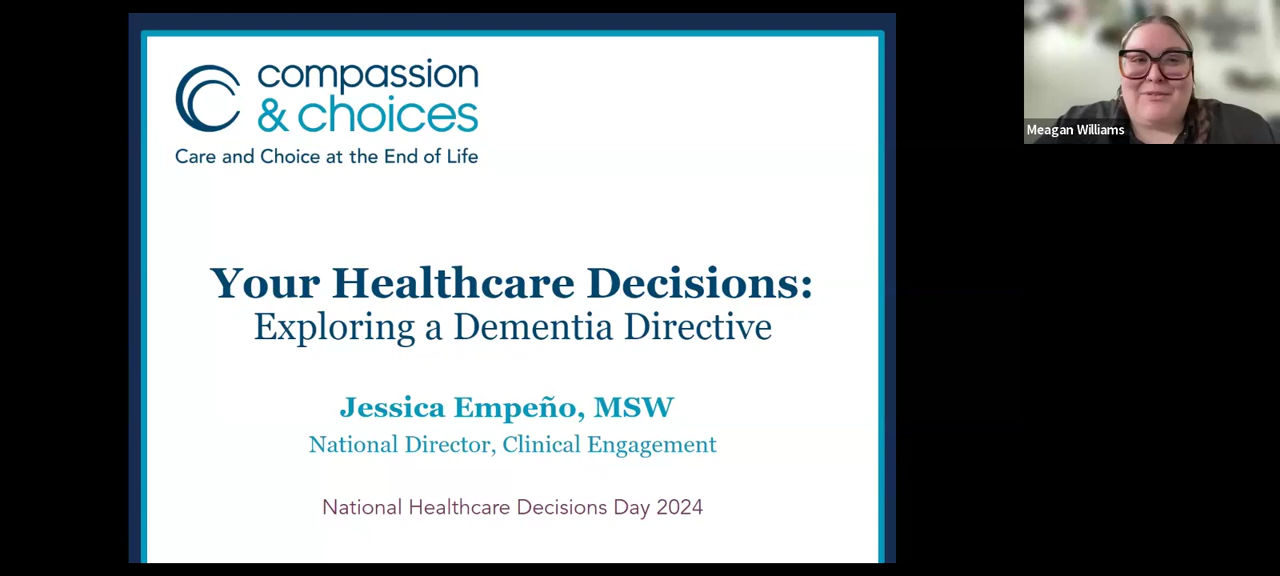 compassion
& choices
Care and Choice at the End of Life
Your Healthcare Decisions:
Exploring a Dementia Directive
Jessica Empeño, MSW
National Director, Clinical Engagement
National Healthcare Decisions Day 2024
Meagan Williams